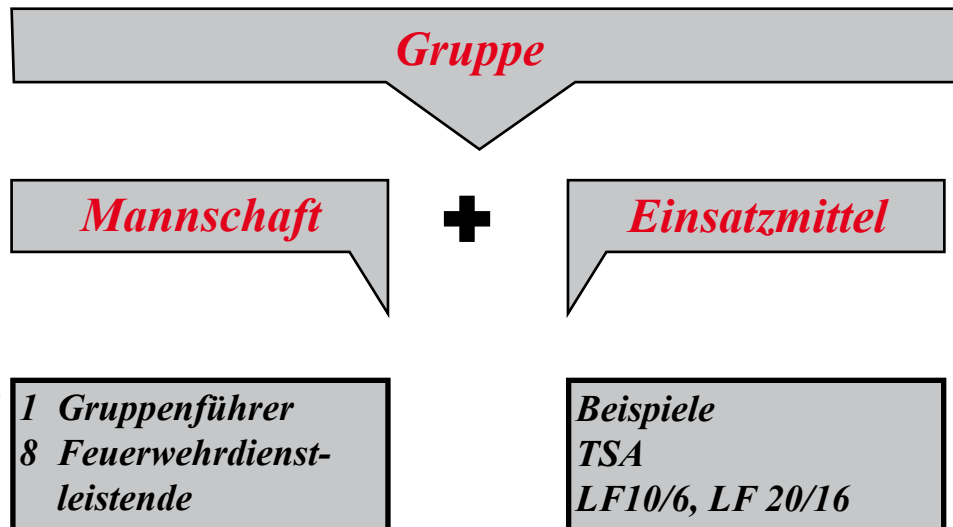 Gruppe
Mannschaft
+
Einsatzmittel
1 Gruppenführer
8 Feuerwehrdienst-
leistende
Beispiele
TSA
LF10/6, LF 20/16